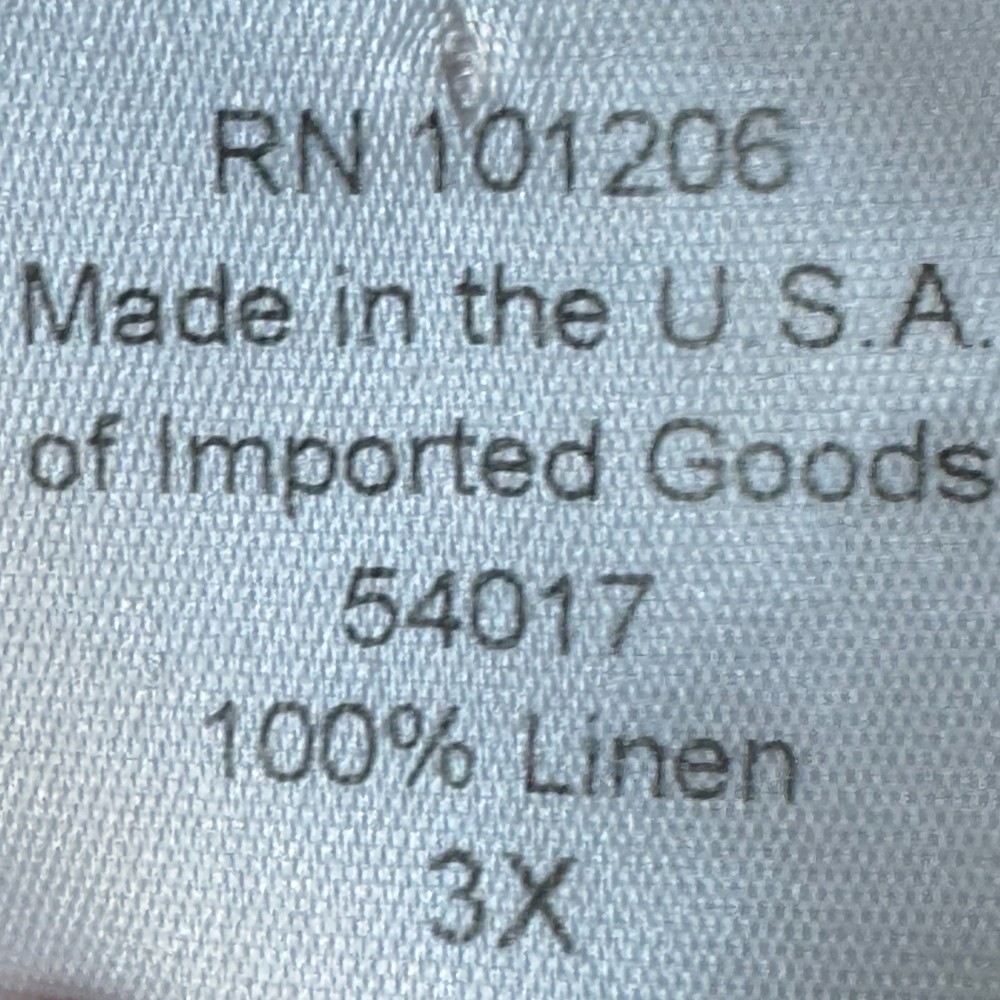 RN 101206
Made in the U.S.A.
of Imported Goods
54017
100% Linen
3X